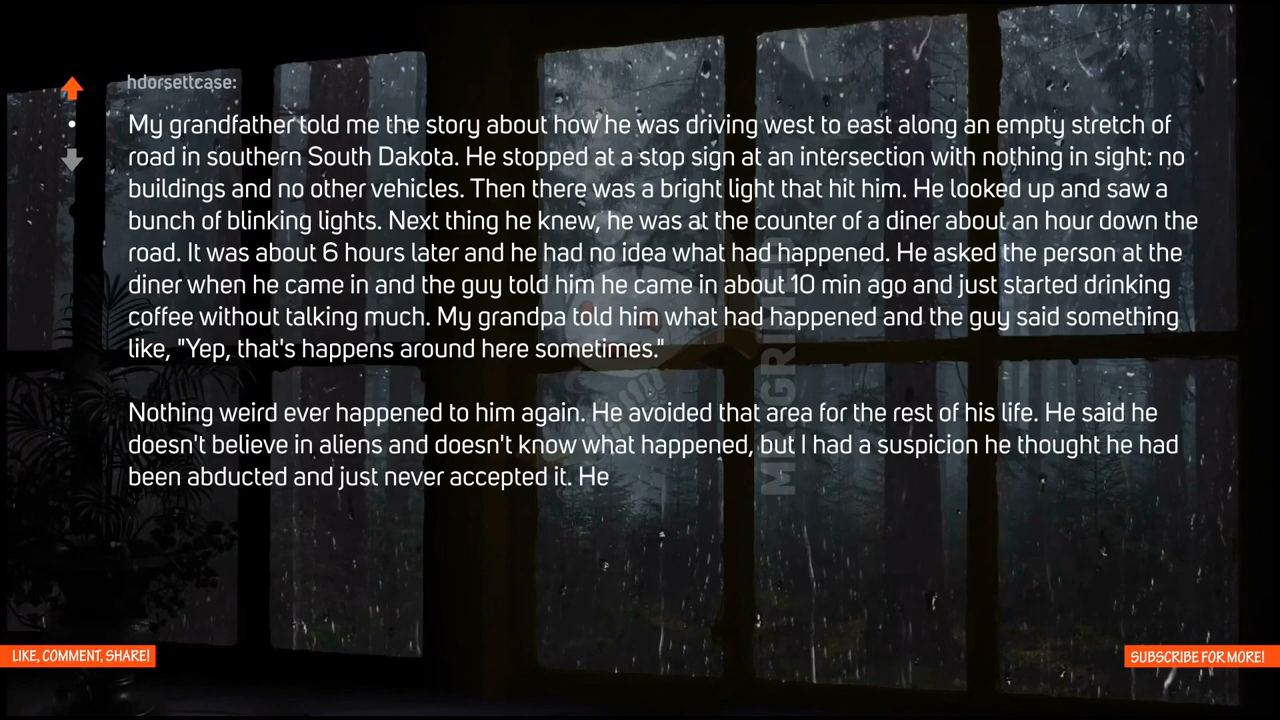 hdorsettcase:
My grandfather told me the story about how he was driving west to east along an empty stretch of
road in southern South Dakota. He stopped at a stop sign at an intersection with nothing in sight: no
buildings and no other vehicles. Then there was a bright light that hit him. He looked up and saw a
bunch of blinking lights. Next thing he knew, he was at the counter of a diner about an hour down the
road. It was about 6 hours later and he had no idea what had happened. He asked the person at the
diner when he came in and the guy told him he came in about 10 min ago and just started drinking
coffee without talking much. My grandpa told him what had happened and the guy said something
like, "Yep, that's happens around here sometimes."
Nothing weird ever happened to him again. He avoided that area for the rest of his life. He said he
doesn't believe in aliens and doesn't know what happened, but I had a suspicion he thought he had
been abducted and just never accepted it. He
LIKE, COMMENT, SHARE!
SUBSCRIBE FOR MORE!